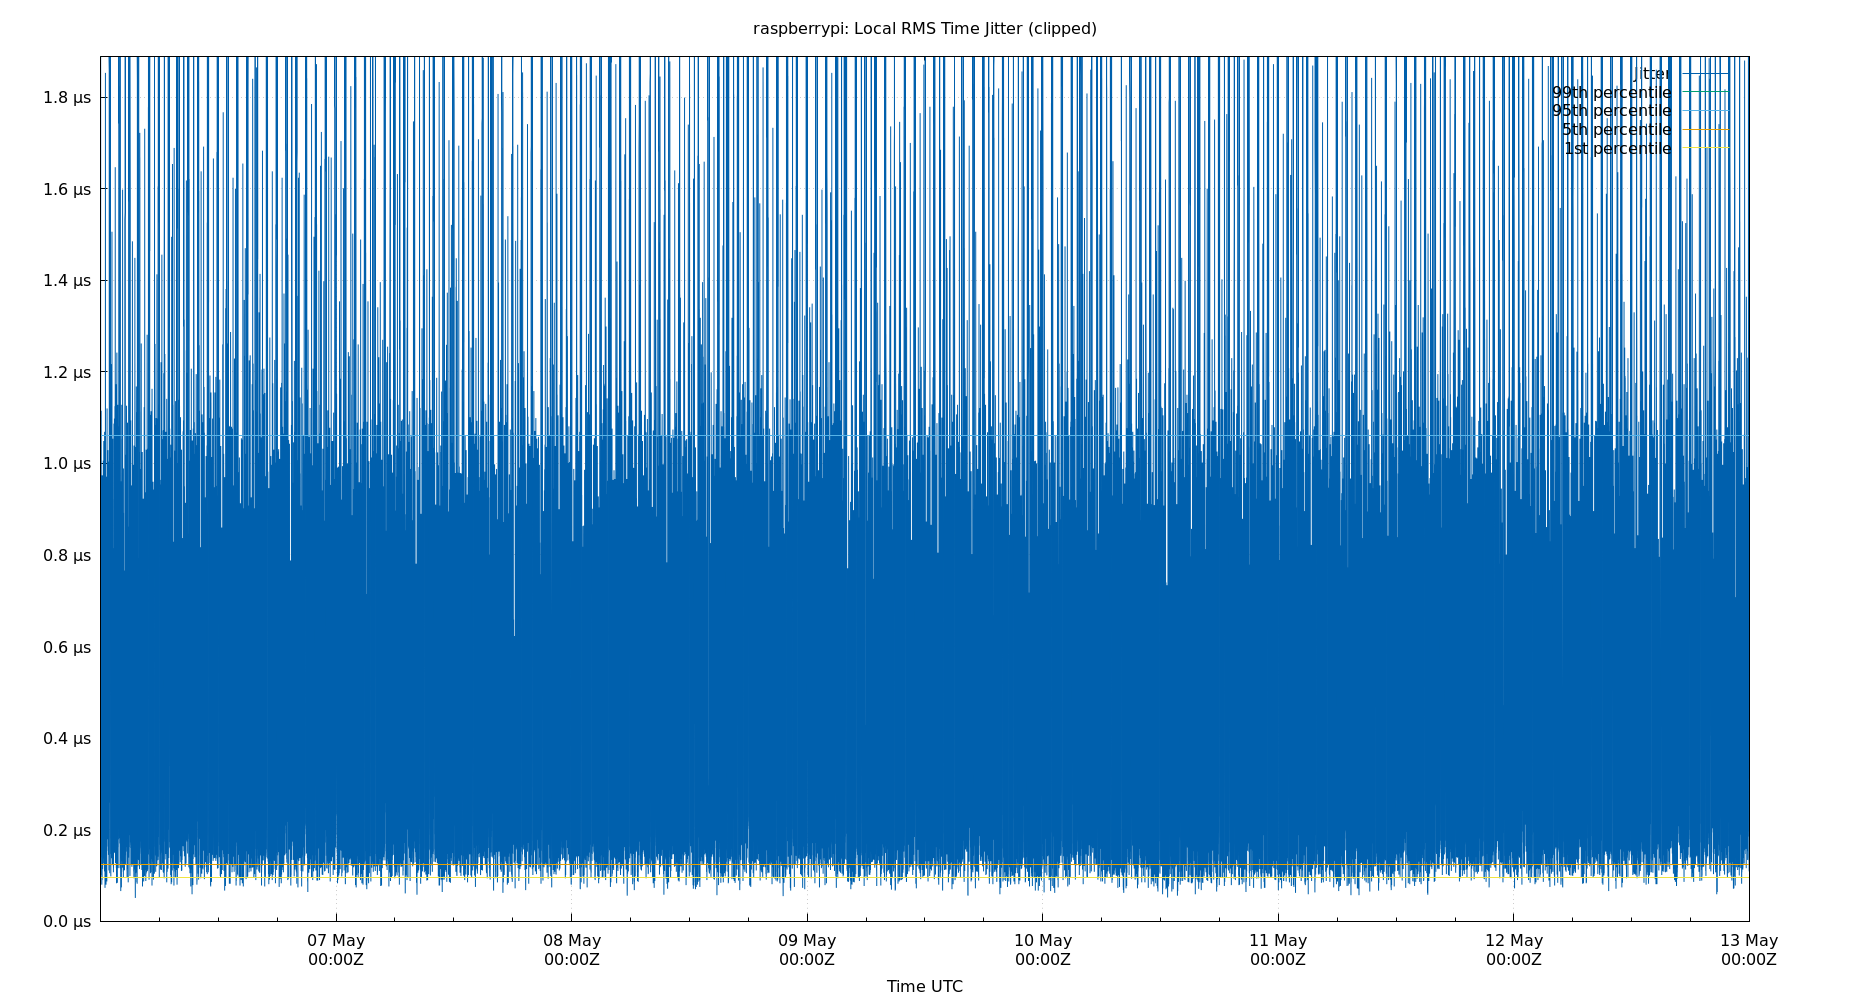 raspberrypi: Local RMS Time Jitter (clipped)
jitter
99th percentile
95th percentile
5th percentile
1st percentile
1.8 µs
1.6 µs
1.4 µs
1.2 µs
1.0 µs
0.8 µs
0.6 µs
0.4 µs
0.2 µs
0.0 µs
07 May 08 May 09 May 10 May 11 May 12 May 13 May
00:00Z 00:00Z 00:00Z 00:00Z 00:00Z 00:00Z 00:00Z
Time UTC